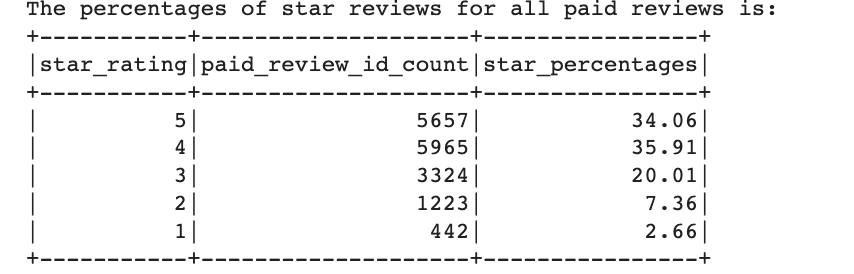 The percentages of star reviews for all paid reviews is:
+-----------+--------------------+----------------+
|star_rating|paid_review_id_count|star_percentages|
+-----------+--------------------+----------------+
|          5|                5657|           34.06|
|          4|                5965|           35.91|
|          3|                3324|           20.01|
|          2|                1223|            7.36|
|          1|                 442|            2.66|
+-----------+--------------------+----------------+